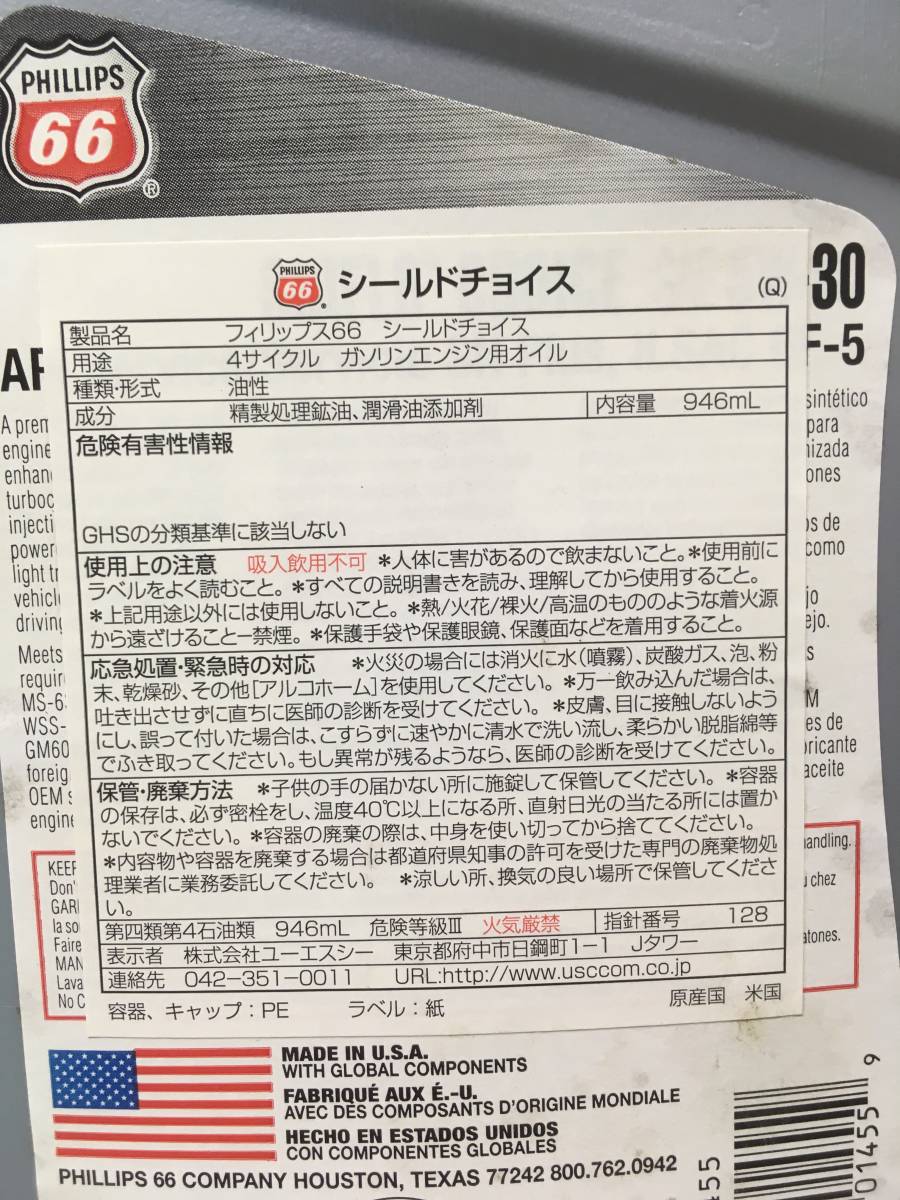 PHILLIPS
66
®
PHILLIPS
66
シールドチョイス
(Q)
製品名 フィリップス66 シールドチョイス
用途 4サイクル ガソリンエンジン用オイル
種類・形式 油性
成分 精製処理鉱油、潤滑油添加剤 内容量 946mL
危険有害性情報
GHSの分類基準に該当しない
使用上の注意 吸入飲用不可 *人体に害があるので飲まないこと。*使用前に
ラベルをよく読むこと。*すべての説明書きを読み、理解してから使用すること。
*上記用途以外には使用しないこと。*熱/火花/裸火/高温のもののような着火源
から遠ざけること−禁煙。*保護手袋や保護眼鏡、保護面などを着用すること。
応急処置・緊急時の対応 *火災の場合には消火に水(噴霧)、炭酸ガス、泡、粉
末、乾燥砂、その他[アルコホーム]を使用してください。*万一飲み込んだ場合は、
吐き出させずに直ちに医師の診断を受けてください。*皮膚、目に接触しないよう
にし、誤って付いた場合は、こすらずに速やかに清水で洗い流し、柔らかい脱脂綿等
でふき取ってください。もし異常が残るようなら、医師の診断を受けてください。
保管・廃棄方法 *子供の手の届かない所に施錠して保管してください。*容器
の保存は、必ず密栓をし、温度40℃以上になる所、直射日光の当たる所には置か
ないでください。*容器の廃棄の際は、中身を使い切ってから捨ててください。
*内容物や容器を廃棄する場合は都道府県知事の許可を受けた専門の廃棄物処
理業者に業務委託してください。 *涼しい所、換気の良い場所で保管してくださ
い。
第四類第4石油類 946mL 危険等級Ⅲ 火気厳禁 指針番号 128
表示者 株式会社ユーエスシー 東京都府中市日鋼町1−1 Jタワー
連絡先 042−351−0011 URL:http://www.usccom.co.jp
容器、キャップ:PE ラベル:紙 原産国 米国
-30
F-5
A prem
engine
turboc
injecti
power
light tr
driving
Meets
requir
WSS-
GM60
foreig
OEM
engine
sintético
para
como
ejo.
es de
aceite
KEEP
Don'
la so
Faire
MAN
Lava
No C
andling.
chez
MADE IN U.S.A.
WITH GLOBAL COMPONENTS
FABRIQUÉ AUX É.-U.
AVEC DES COMPOSANTS D'ORIGINE MONDIALE
HECHO EN ESTADOS UNIDOS
CON COMPONENTES GLOBALES
PHILLIPS 66 COMPANY HOUSTON, TEXAS 77242 800.762.0942
01455 9